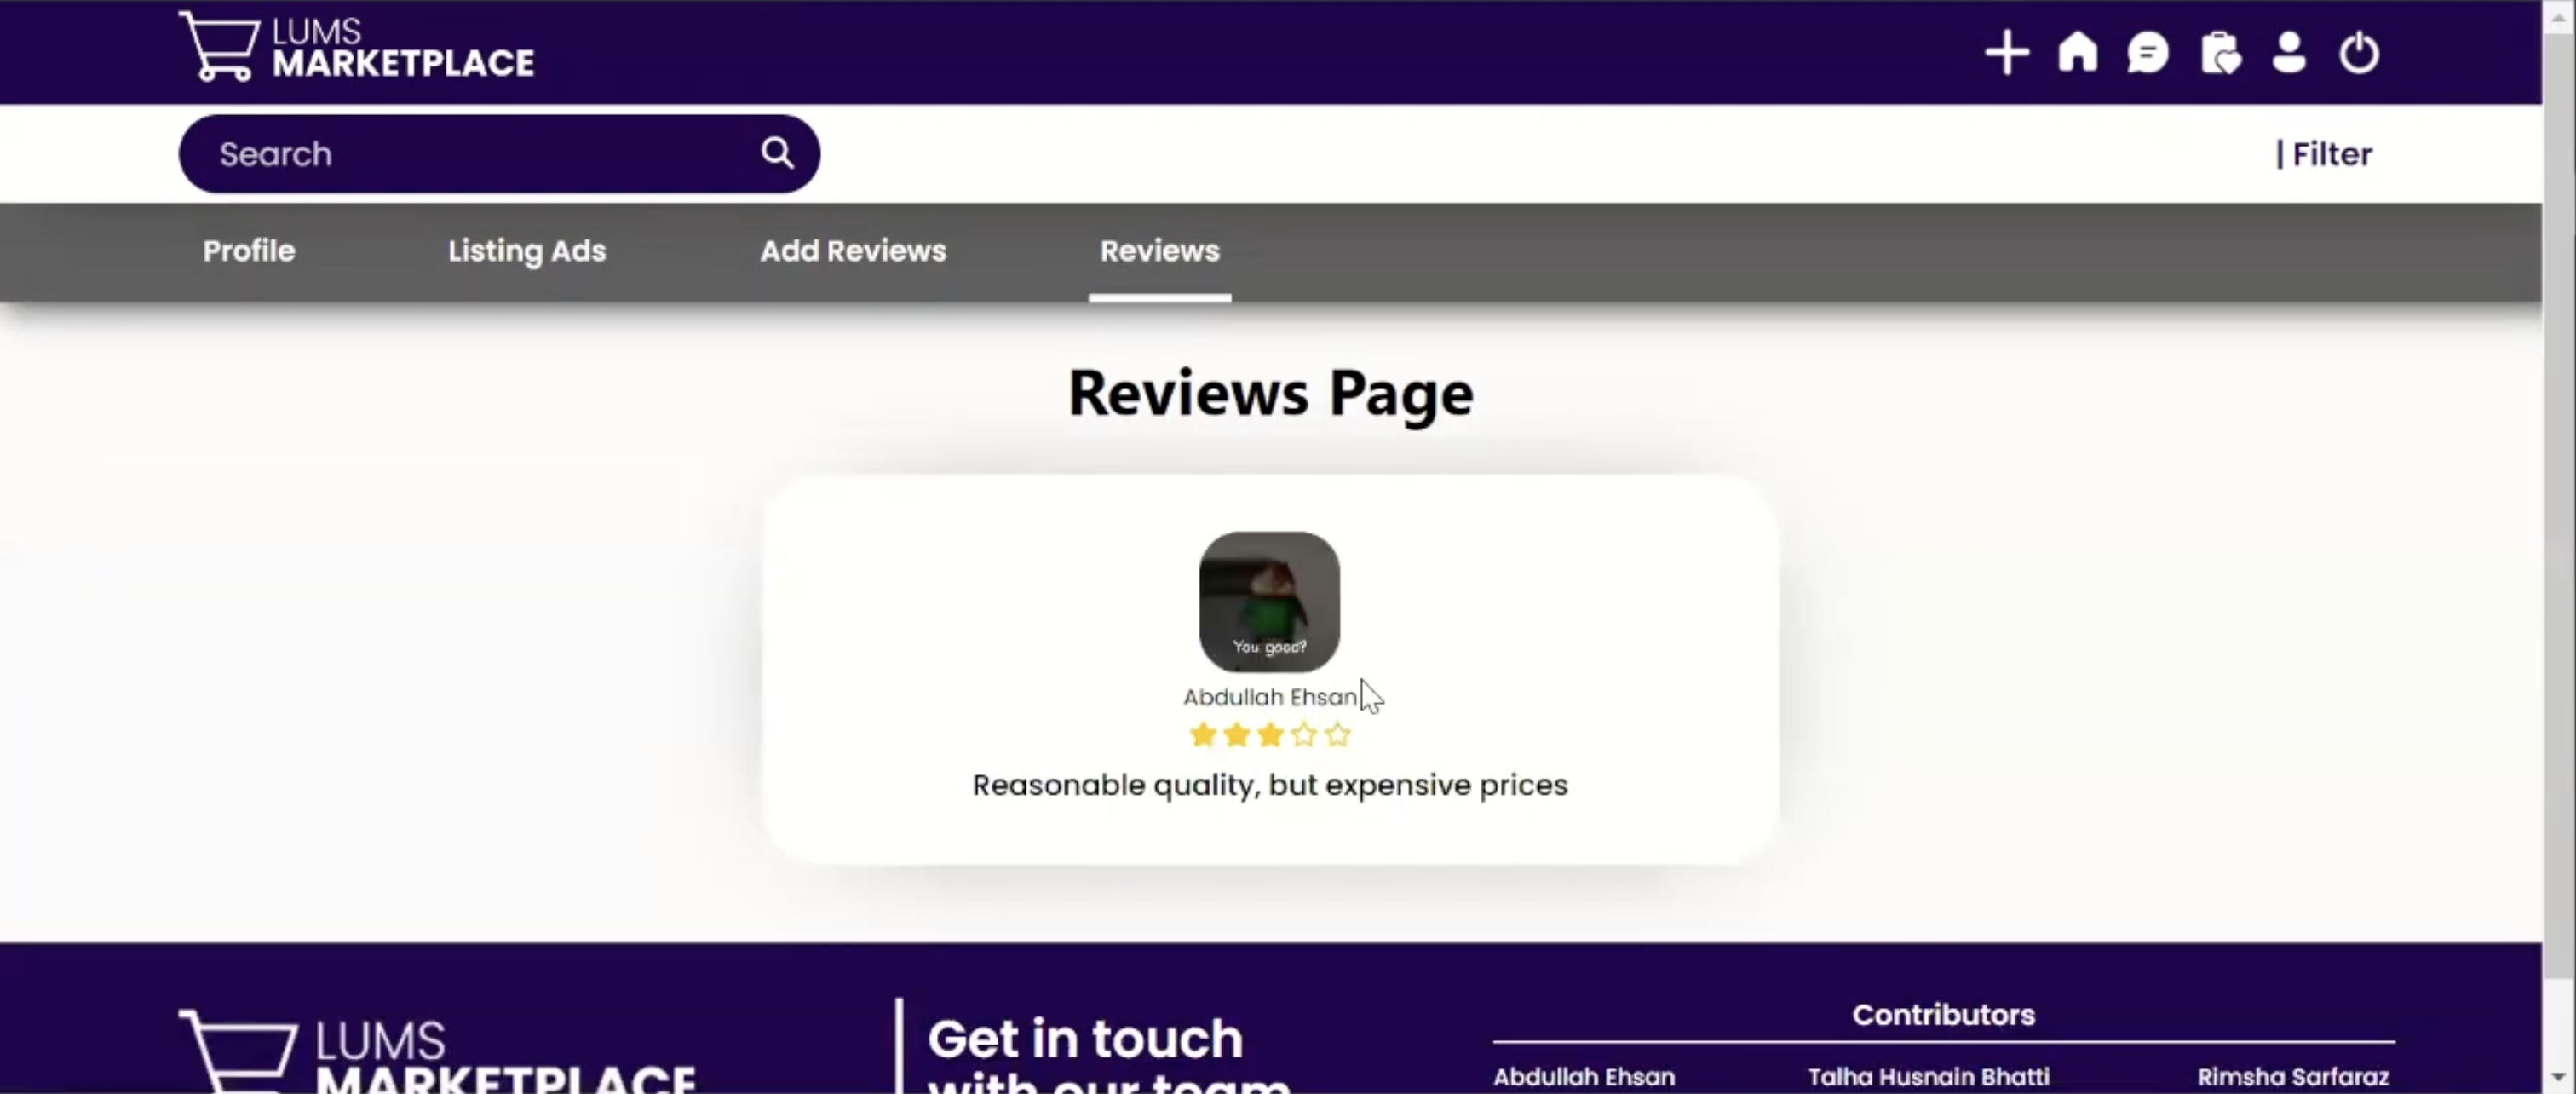 LUMS
MARKETPLACE
Search
| Filter
Profile Listing Ads Add Reviews Reviews
Reviews Page
You good?
Abdullah Ehsan
Reasonable quality, but expensive prices
LUMS
MARKETPLACE
Get in touch
with our team
Contributors
Abdullah Ehsan Talha Husnain Bhatti Rimsha Sarfaraz